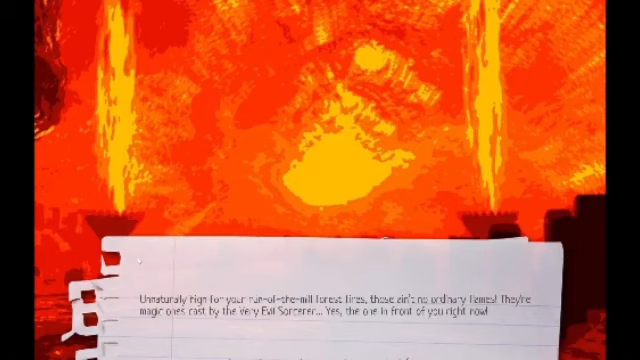 Unnaturally high for your run-of-the-mill forest fires, those ain't no ordinary flames! They're
magic ones cast by the Very Evil Sorcerer... Yes, the one in front of you right now!